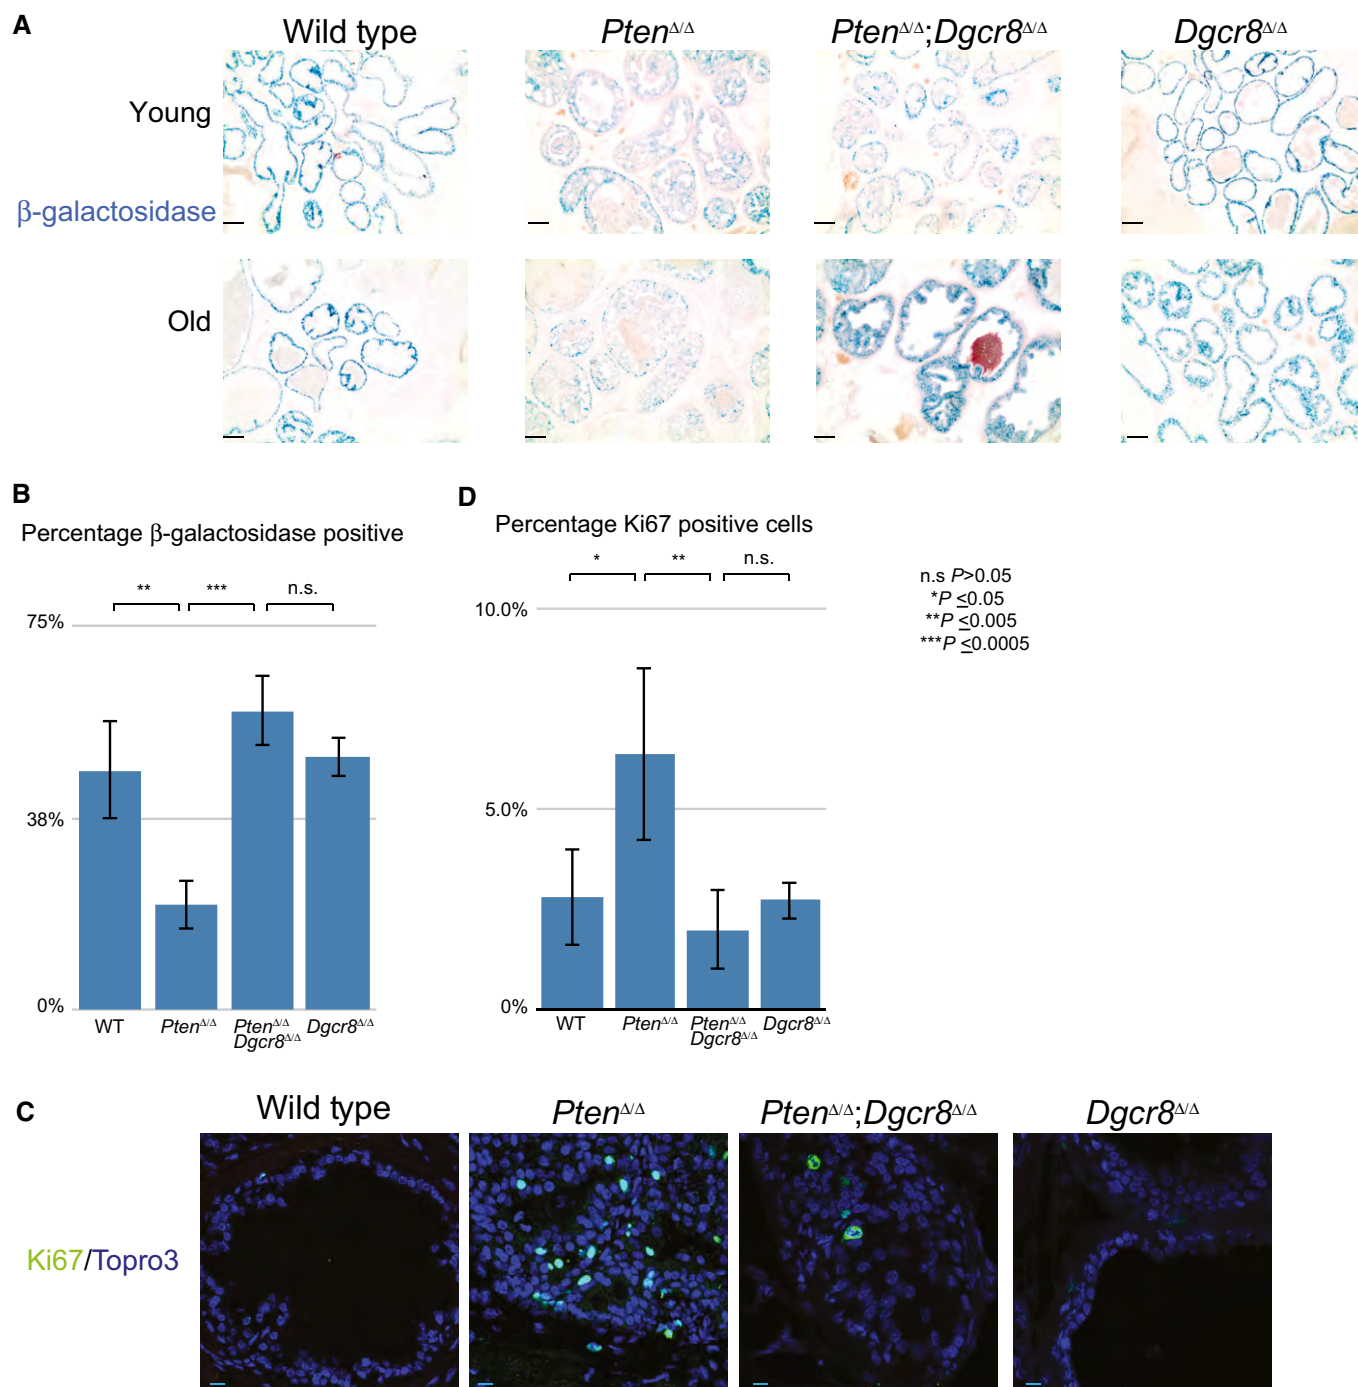 A
Wild type
Pten^Δ/Δ
Pten^Δ/Δ;Dgcr8^Δ/Δ
Dgcr8^Δ/Δ
Young
β-galactosidase
Old
B
Percentage β-galactosidase positive
**
***
n.s.
75%
38%
0%
WT
Pten^Δ/Δ
Pten^Δ/Δ
Dgcr8^Δ/Δ
Dgcr8^Δ/Δ
D
Percentage Ki67 positive cells
*
**
n.s.
10.0%
5.0%
0%
WT
Pten^Δ/Δ
Pten^Δ/Δ
Dgcr8^Δ/Δ
Dgcr8^Δ/Δ
n.s P>0.05
*P ≤0.05
**P ≤0.005
***P ≤0.0005
C
Wild type
Pten^Δ/Δ
Pten^Δ/Δ;Dgcr8^Δ/Δ
Dgcr8^Δ/Δ
Ki67/Topro3